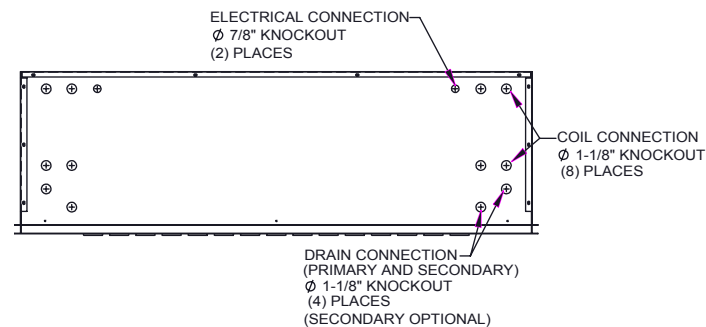 ELECTRICAL CONNECTION
Ø 7/8" KNOCKOUT
(2) PLACES
COIL CONNECTION
Ø 1-1/8" KNOCKOUT
(8) PLACES
DRAIN CONNECTION
(PRIMARY AND SECONDARY)
Ø 1-1/8" KNOCKOUT
(4) PLACES
(SECONDARY OPTIONAL)